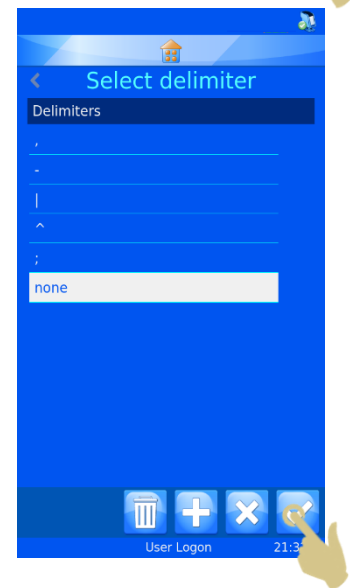 Select delimiter
Delimiters
,
-
|
^
;
none
User Logon